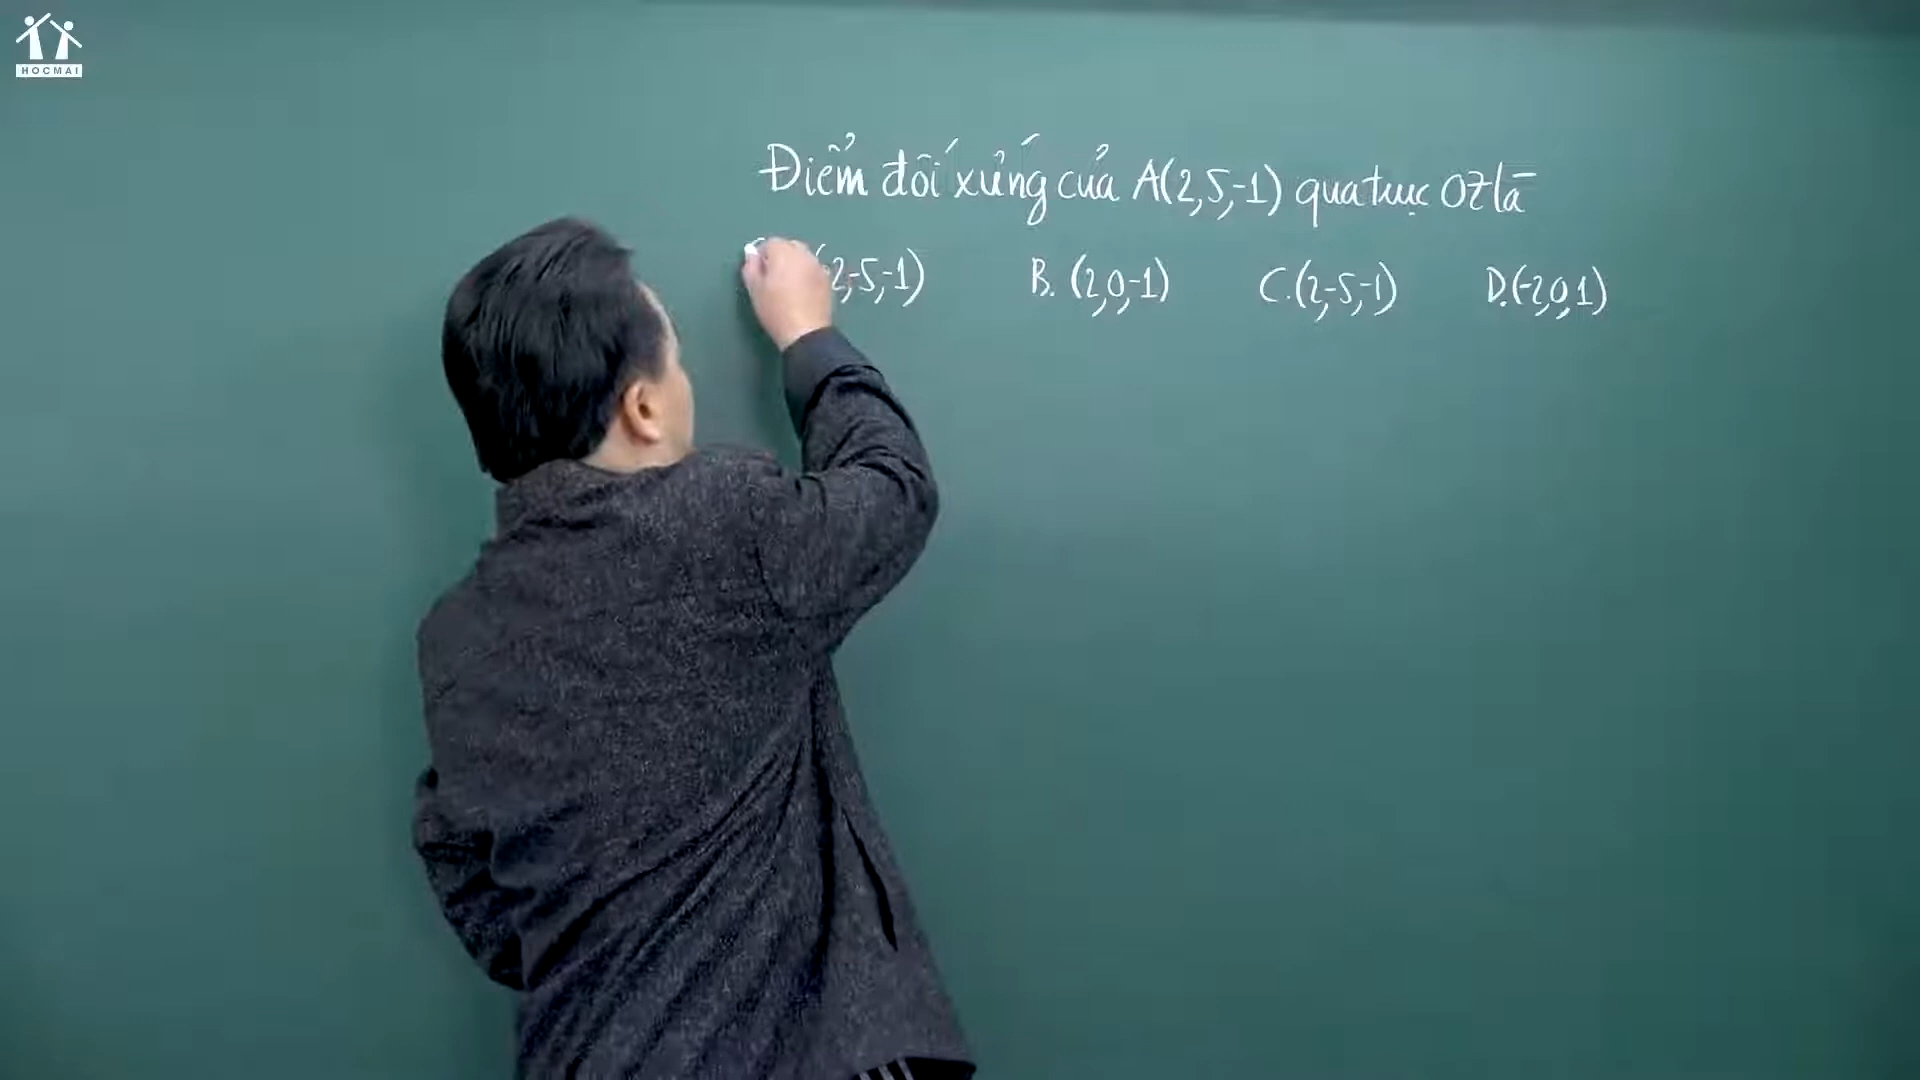 HOCMAI
Điểm đối xứng của A(2,5,-1) qua trục OZ là
(-2,-5,-1) B. (2,0,-1) C. (2,-5,-1) D. (-2,0,1)